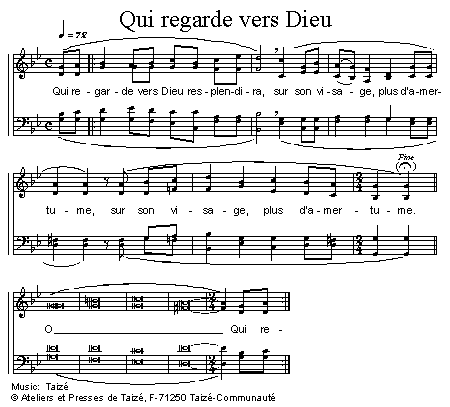 Qui regarde vers Dieu
♩ = 72
Qui re - gar - de vers Dieu res - plen - di - ra, sur son vi - sa - ge, plus d'a-mer-
Fine
tu - me, sur son vi - sa - ge, plus d'a-mer - tu - me.
O Qui re -
Music: Taizé
© Ateliers et Presses de Taizé, F-71250 Taizé-Communauté